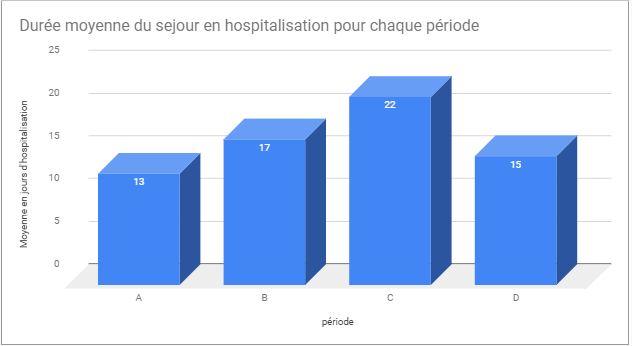 Durée moyenne du sejour en hospitalisation pour chaque période
Moyenne en jours d'hospitalisation
25
20
15
10
5
0
13
17
22
15
A
B
C
D
période